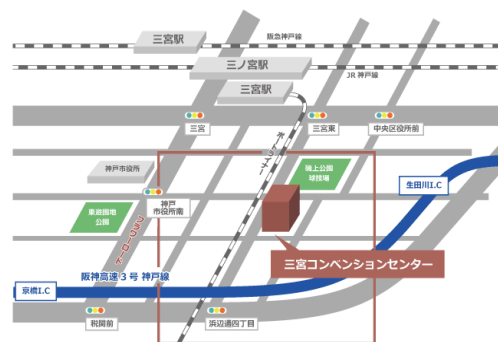 三宮駅
阪急神戸線
三ノ宮駅
JR 神戸線
三宮駅
三宮
三宮東
中央区役所前
ポートライナー
神戸市役所
磯上公園
球技場
生田川I.C
神戸
市役所南
東遊園地
公園
フラワーロード
三宮コンベンションセンター
阪神高速 3 号 神戸線
京橋I.C
税関前
浜辺通四丁目